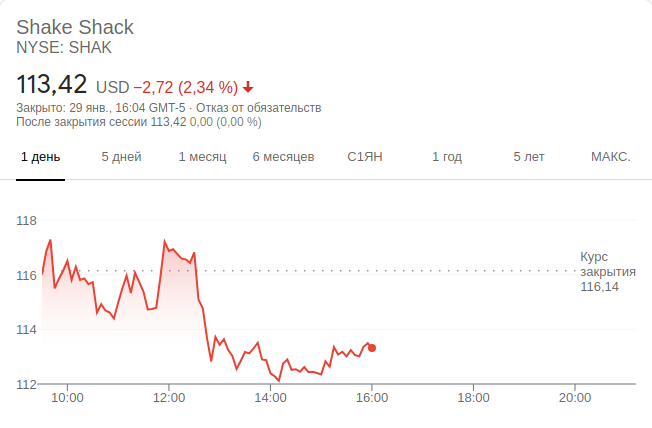 Shake Shack
NYSE: SHAK
113,42 USD −2,72 (2,34 %)
Закрыто: 29 янв., 16:04 GMT-5 · Отказ от обязательств
После закрытия сессии 113,42 0,00 (0,00 %)
1 день 5 дней 1 месяц 6 месяцев С1ЯН 1 год 5 лет МАКС.
118
116
114
112
Курс
закрытия
116,14
10:00 12:00 14:00 16:00 18:00 20:00